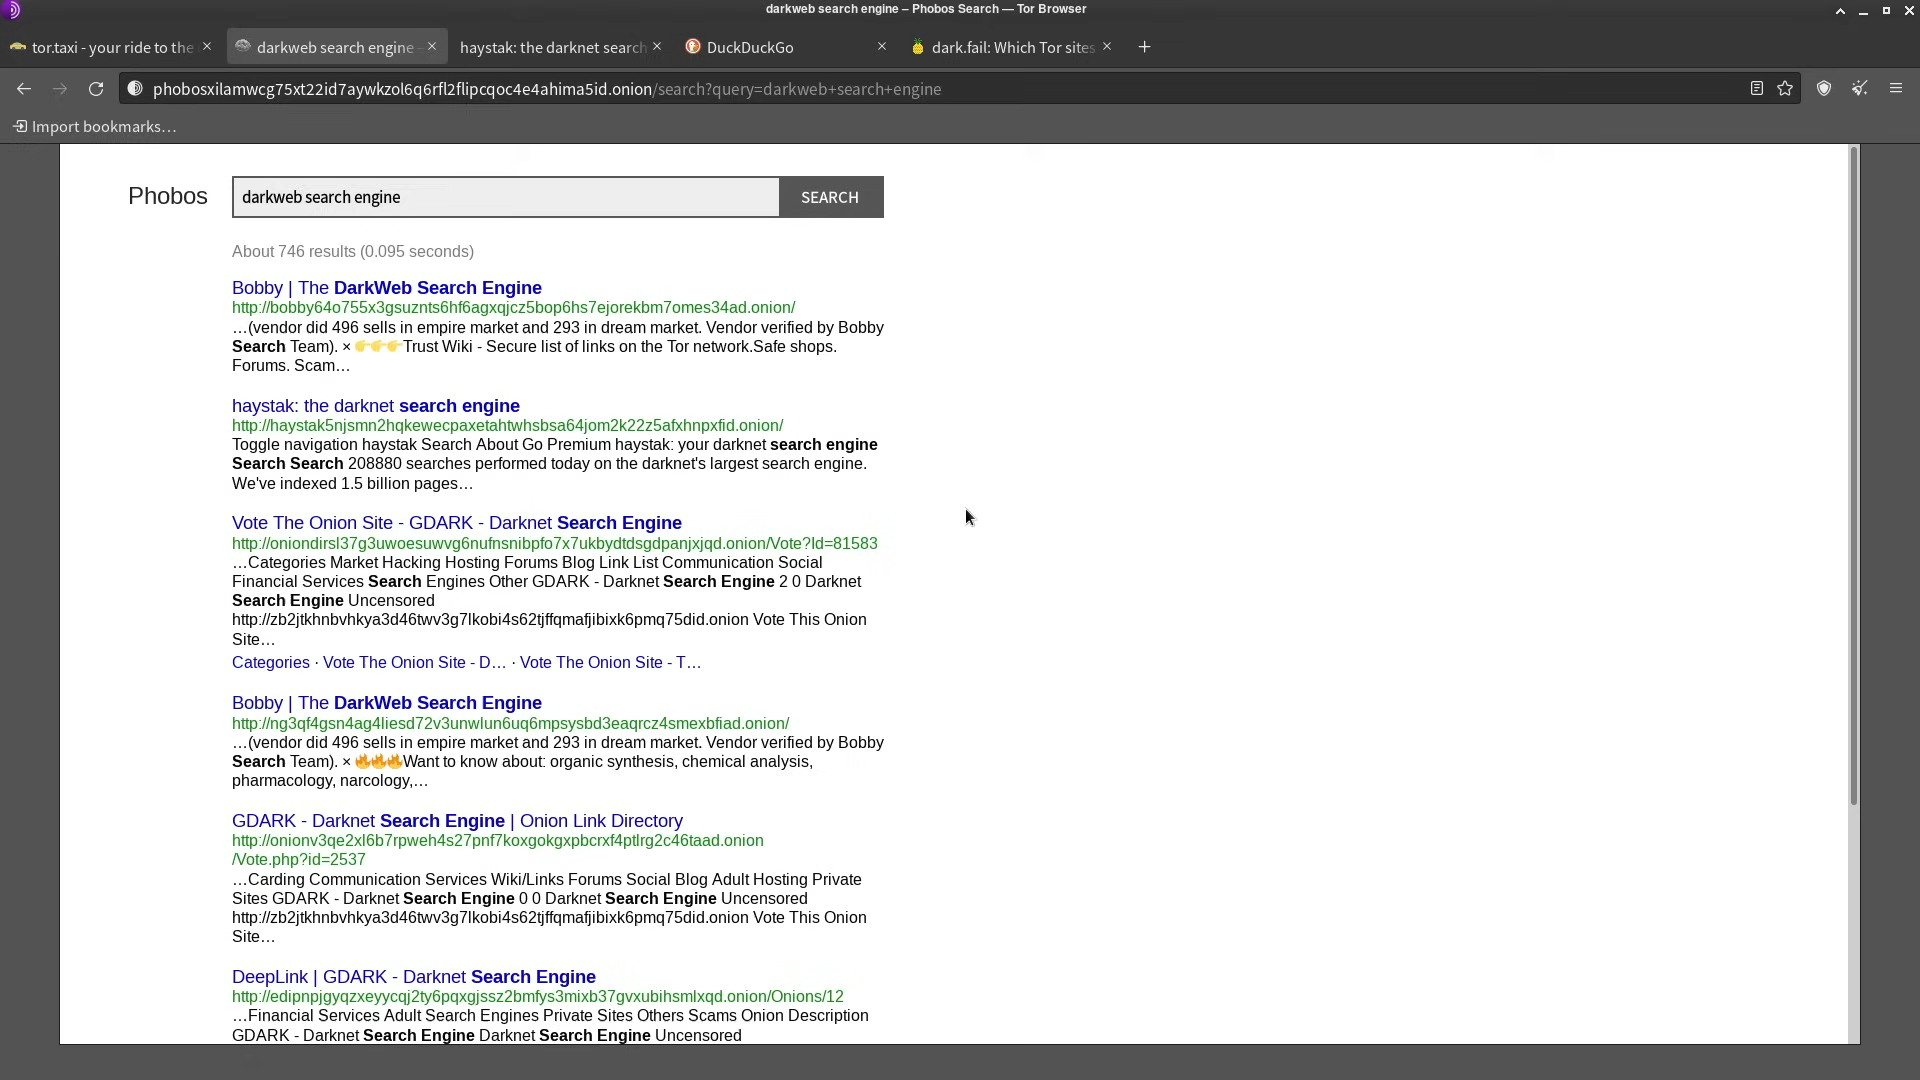 darkweb search engine – Phobos Search — Tor Browser
tor.taxi - your ride to the
darkweb search engine -
haystak: the darknet search
DuckDuckGo
dark.fail: Which Tor sites
phobosxilamwcg75xt22id7aywkzol6q6rfl2flipcqoc4e4ahima5id.onion/search?query=darkweb+search+engine
Import bookmarks…
Phobos
darkweb search engine
SEARCH
About 746 results (0.095 seconds)
Bobby | The DarkWeb Search Engine
http://bobby64o755x3gsuznts6hf6agxqjcz5bop6hs7ejorekbm7omes34ad.onion/
…(vendor did 496 sells in empire market and 293 in dream market. Vendor verified by Bobby
Search Team). × 👉👉👉Trust Wiki - Secure list of links on the Tor network.Safe shops.
Forums. Scam…
haystak: the darknet search engine
http://haystak5njsmn2hqkewecpaxetahtwhsbsa64jom2k22z5afxhnpxfid.onion/
Toggle navigation haystak Search About Go Premium haystak: your darknet search engine
Search Search 208880 searches performed today on the darknet's largest search engine.
We've indexed 1.5 billion pages…
Vote The Onion Site - GDARK - Darknet Search Engine
http://oniondirsl37g3uwoesuwvg6nufnsnibpfo7x7ukbydtdsgdpanjxjqd.onion/Vote?Id=81583
…Categories Market Hacking Hosting Forums Blog Link List Communication Social
Financial Services Search Engines Other GDARK - Darknet Search Engine 2 0 Darknet
Search Engine Uncensored
http://zb2jtkhnbvhkya3d46twv3g7lkobi4s62tjffqmafjibixk6pmq75did.onion Vote This Onion
Site…
Categories · Vote The Onion Site - D… · Vote The Onion Site - T…
Bobby | The DarkWeb Search Engine
http://ng3qf4gsn4ag4liesd72v3unwlun6uq6mpsysbd3eaqrcz4smexbfiad.onion/
…(vendor did 496 sells in empire market and 293 in dream market. Vendor verified by Bobby
Search Team). × 🔥🔥🔥Want to know about: organic synthesis, chemical analysis,
pharmacology, narcology,…
GDARK - Darknet Search Engine | Onion Link Directory
http://onionv3qe2xl6b7rpweh4s27pnf7koxgokgxpbcrxf4ptlrg2c46taad.onion
/Vote.php?id=2537
…Carding Communication Services Wiki/Links Forums Social Blog Adult Hosting Private
Sites GDARK - Darknet Search Engine 0 0 Darknet Search Engine Uncensored
http://zb2jtkhnbvhkya3d46twv3g7lkobi4s62tjffqmafjibixk6pmq75did.onion Vote This Onion
Site…
DeepLink | GDARK - Darknet Search Engine
http://edipnpjgyqzxeyycqj2ty6pqxgjssz2bmfys3mixb37gvxubihsmlxqd.onion/Onions/12
…Financial Services Adult Search Engines Private Sites Others Scams Onion Description
GDARK - Darknet Search Engine Darknet Search Engine Uncensored